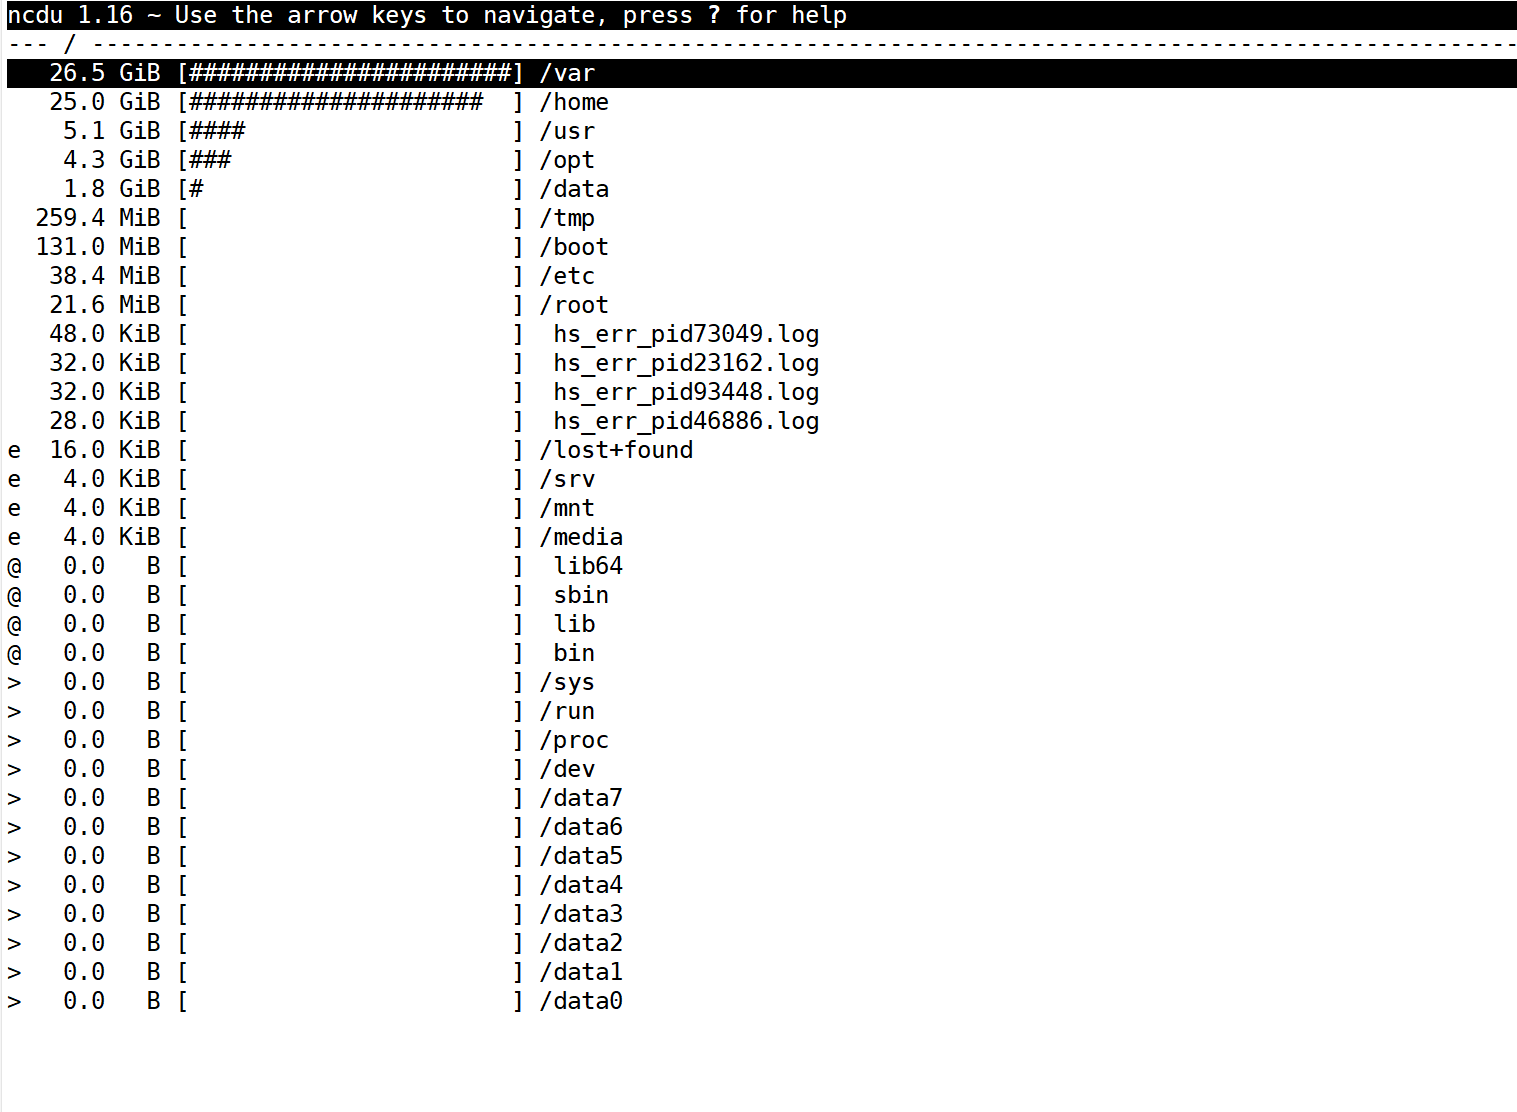 ncdu 1.16 ~ Use the arrow keys to navigate, press ? for help
--- / ------------------------------------------------------------------------------------------------------
   26.5 GiB [#######################] /var
   25.0 GiB [#####################  ] /home
    5.1 GiB [####                   ] /usr
    4.3 GiB [###                    ] /opt
    1.8 GiB [#                      ] /data
  259.4 MiB [                       ] /tmp
  131.0 MiB [                       ] /boot
   38.4 MiB [                       ] /etc
   21.6 MiB [                       ] /root
   48.0 KiB [                       ]  hs_err_pid73049.log
   32.0 KiB [                       ]  hs_err_pid23162.log
   32.0 KiB [                       ]  hs_err_pid93448.log
   28.0 KiB [                       ]  hs_err_pid46886.log
e  16.0 KiB [                       ] /lost+found
e   4.0 KiB [                       ] /srv
e   4.0 KiB [                       ] /mnt
e   4.0 KiB [                       ] /media
@   0.0   B [                       ]  lib64
@   0.0   B [                       ]  sbin
@   0.0   B [                       ]  lib
@   0.0   B [                       ]  bin
>   0.0   B [                       ] /sys
>   0.0   B [                       ] /run
>   0.0   B [                       ] /proc
>   0.0   B [                       ] /dev
>   0.0   B [                       ] /data7
>   0.0   B [                       ] /data6
>   0.0   B [                       ] /data5
>   0.0   B [                       ] /data4
>   0.0   B [                       ] /data3
>   0.0   B [                       ] /data2
>   0.0   B [                       ] /data1
>   0.0   B [                       ] /data0